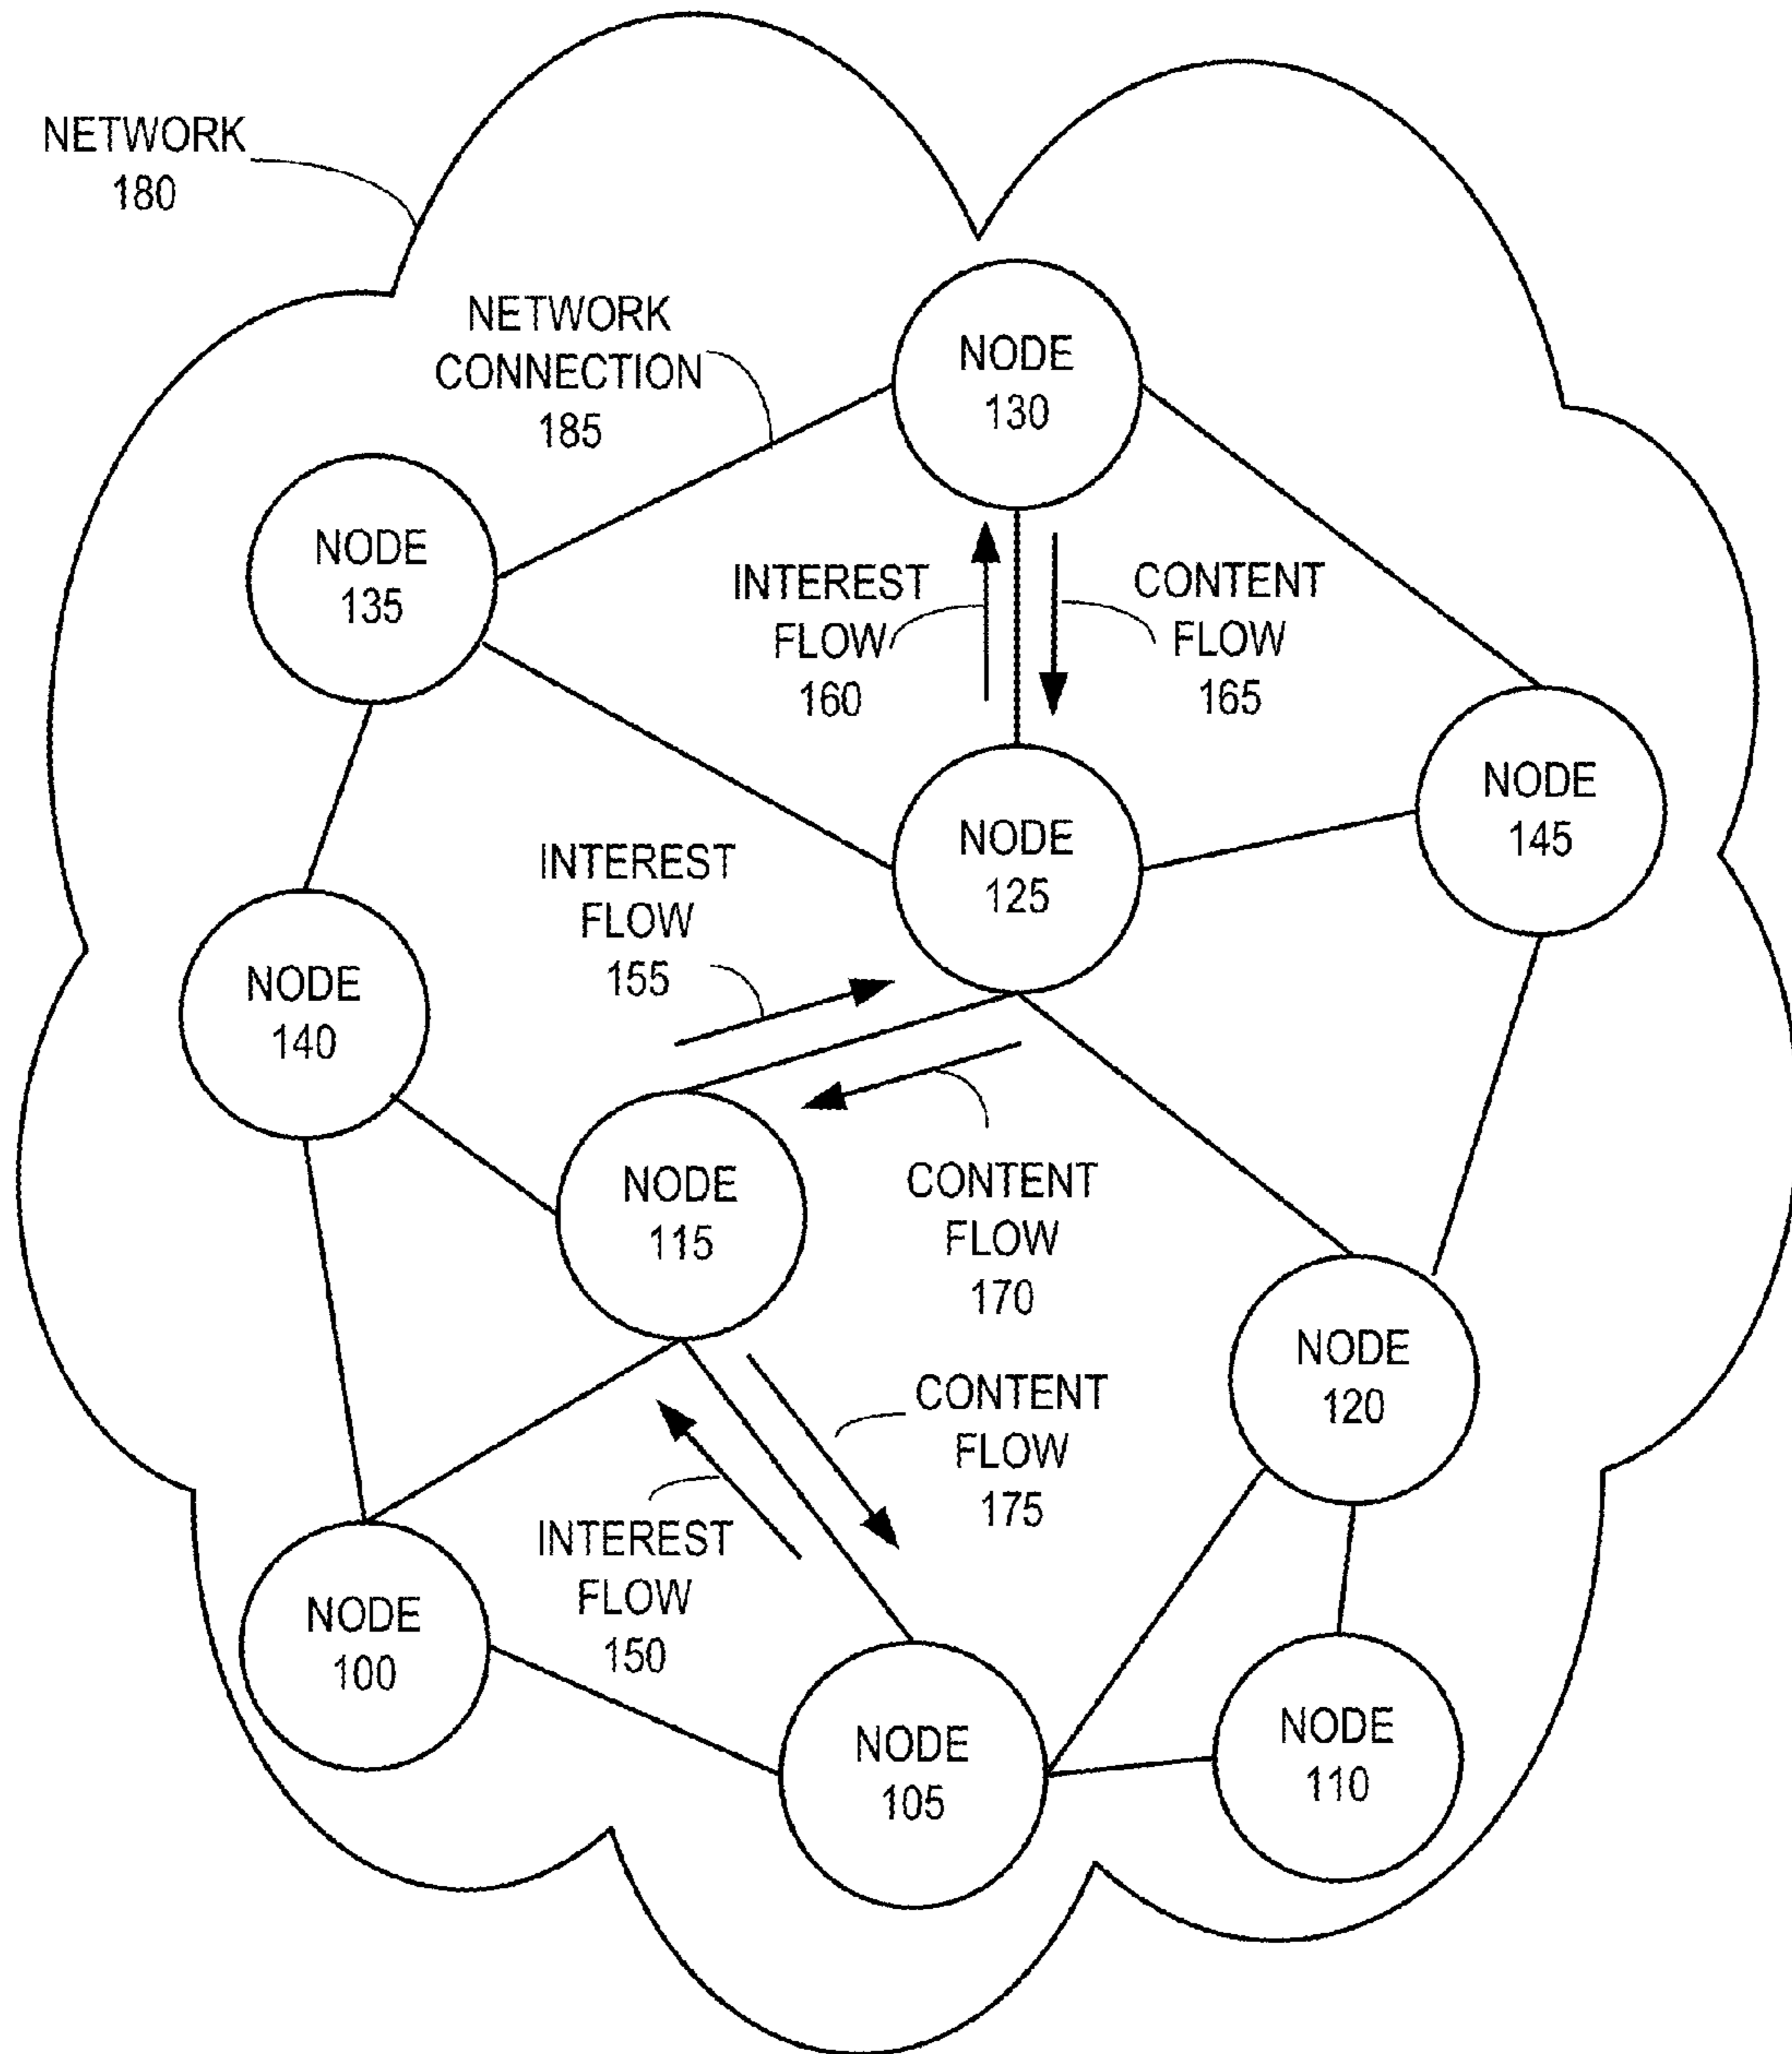 NETWORK
180
NETWORK
CONNECTION
185
NODE
130
NODE
135
INTEREST
FLOW
160
CONTENT
FLOW
165
NODE
145
NODE
125
INTEREST
FLOW
155
NODE
140
NODE
115
CONTENT
FLOW
170
NODE
120
CONTENT
FLOW
175
INTEREST
FLOW
150
NODE
100
NODE
105
NODE
110